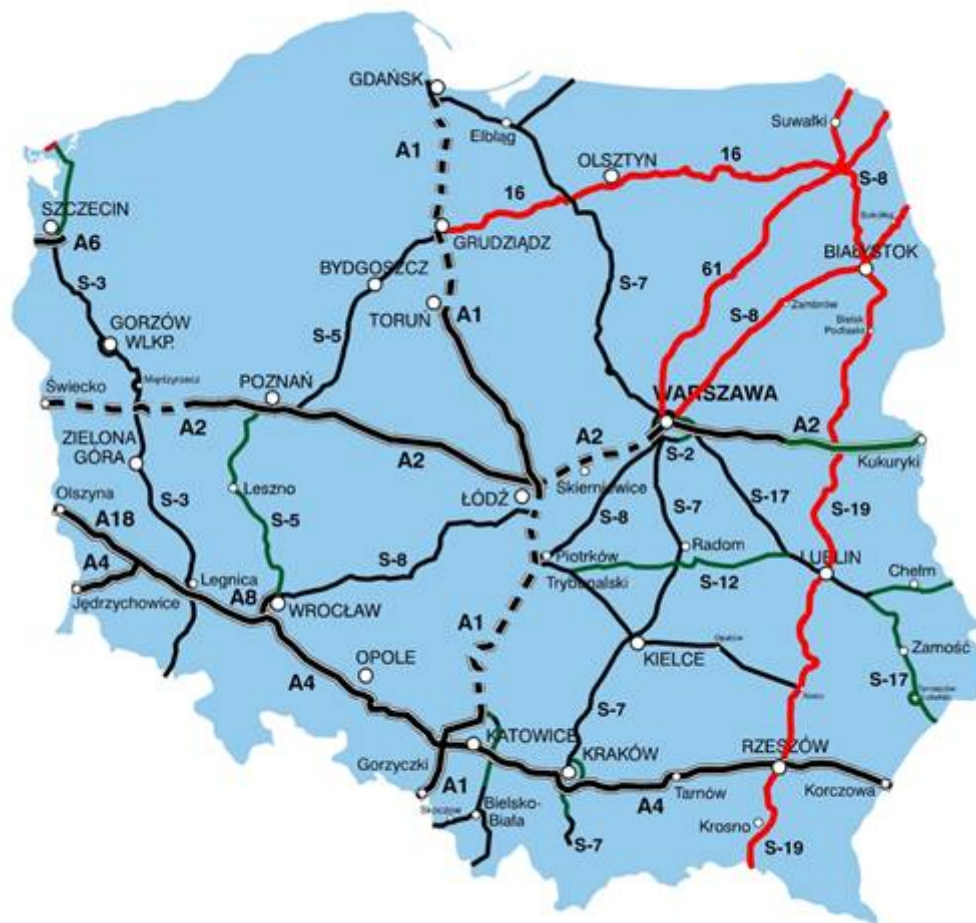 GDAŃSK
Elbląg
Suwałki
A1
OLSZTYN
16
16
S-8
SZCZECIN
GRUDZIĄDZ
Sokółka
A6
BYDGOSZCZ
BIAŁYSTOK
S-3
61
S-7
TORUŃ
A1
S-8
Zambrów
Bielsk
Podlaski
GORZÓW
WLKP.
S-5
Międzyrzecz
Świecko
POZNAŃ
WARSZAWA
A2
A2
A2
ZIELONA
GÓRA
A2
S-2
Kukuryki
Leszno
Skierniewice
Olszyna
S-3
ŁÓDŹ
S-17
S-19
A18
S-5
S-8
S-7
S-8
Radom
A4
Piotrków
Trybunalski
LUBLIN
Chełm
Legnica
S-12
Jędrzychowice
A8
WROCŁAW
A1
KIELCE
Zamość
OPOLE
S-17
A4
S-7
KATOWICE
KRAKÓW
RZESZÓW
Gorzyczki
A1
A4
Tarnów
Korczowa
Skoczów
Bielsko-
Biała
Krosno
S-7
S-19